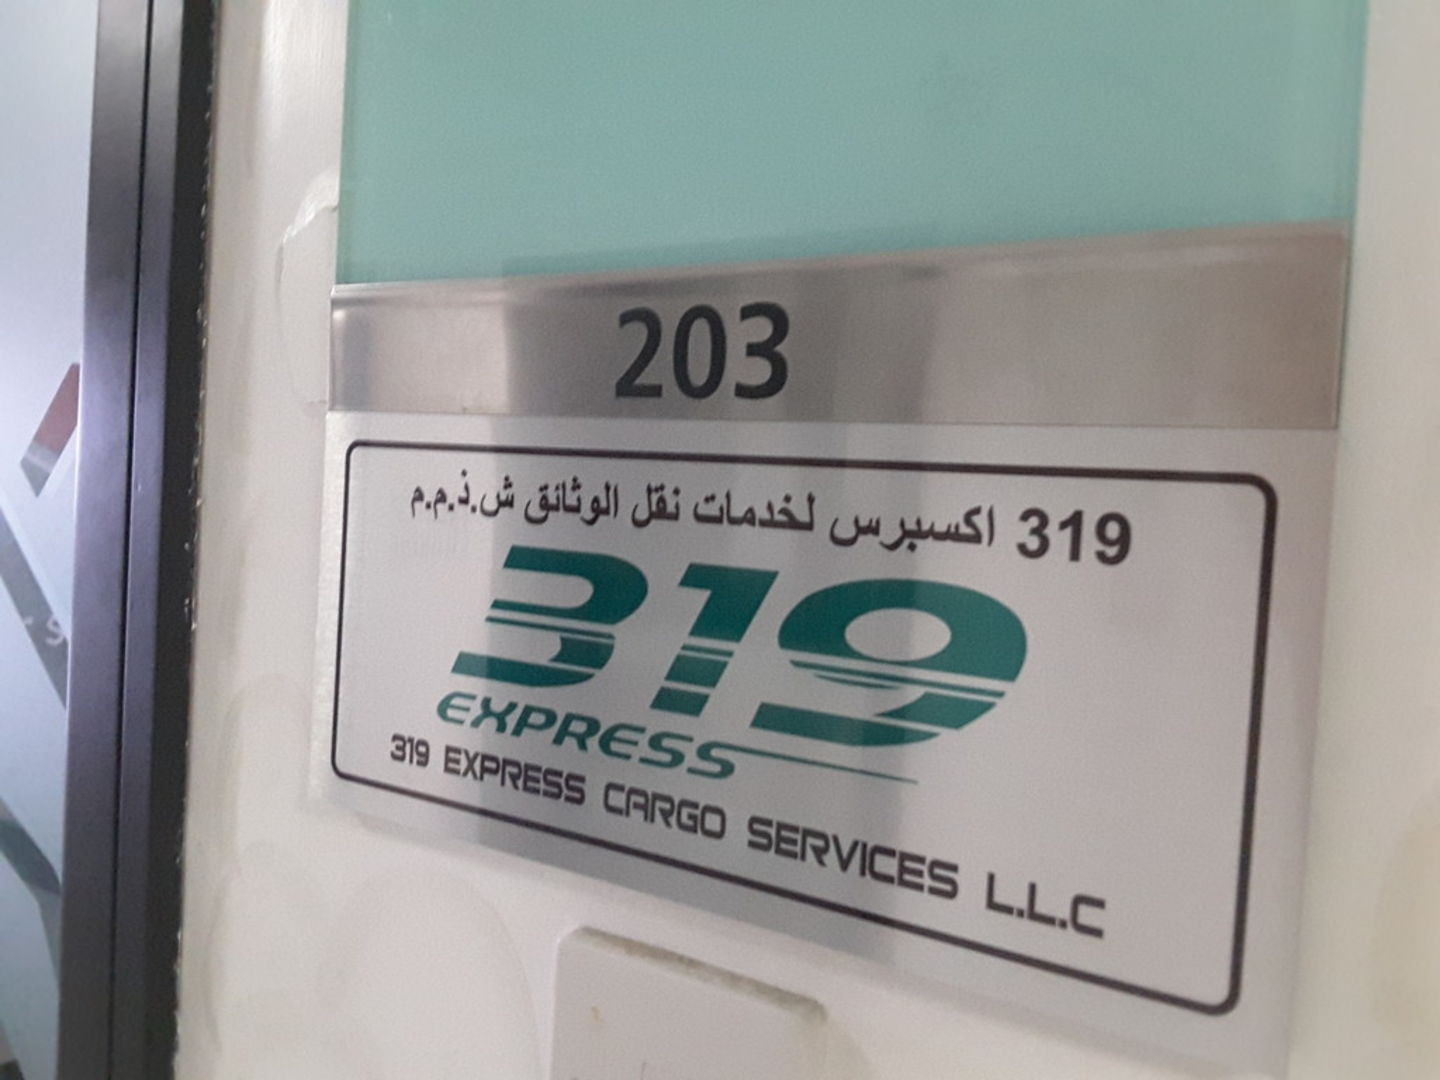 203
319 اكسبرس لخدمات نقل الوثائق ش.ذ.م.م
319
EXPRESS
319 EXPRESS CARGO SERVICES L.L.C